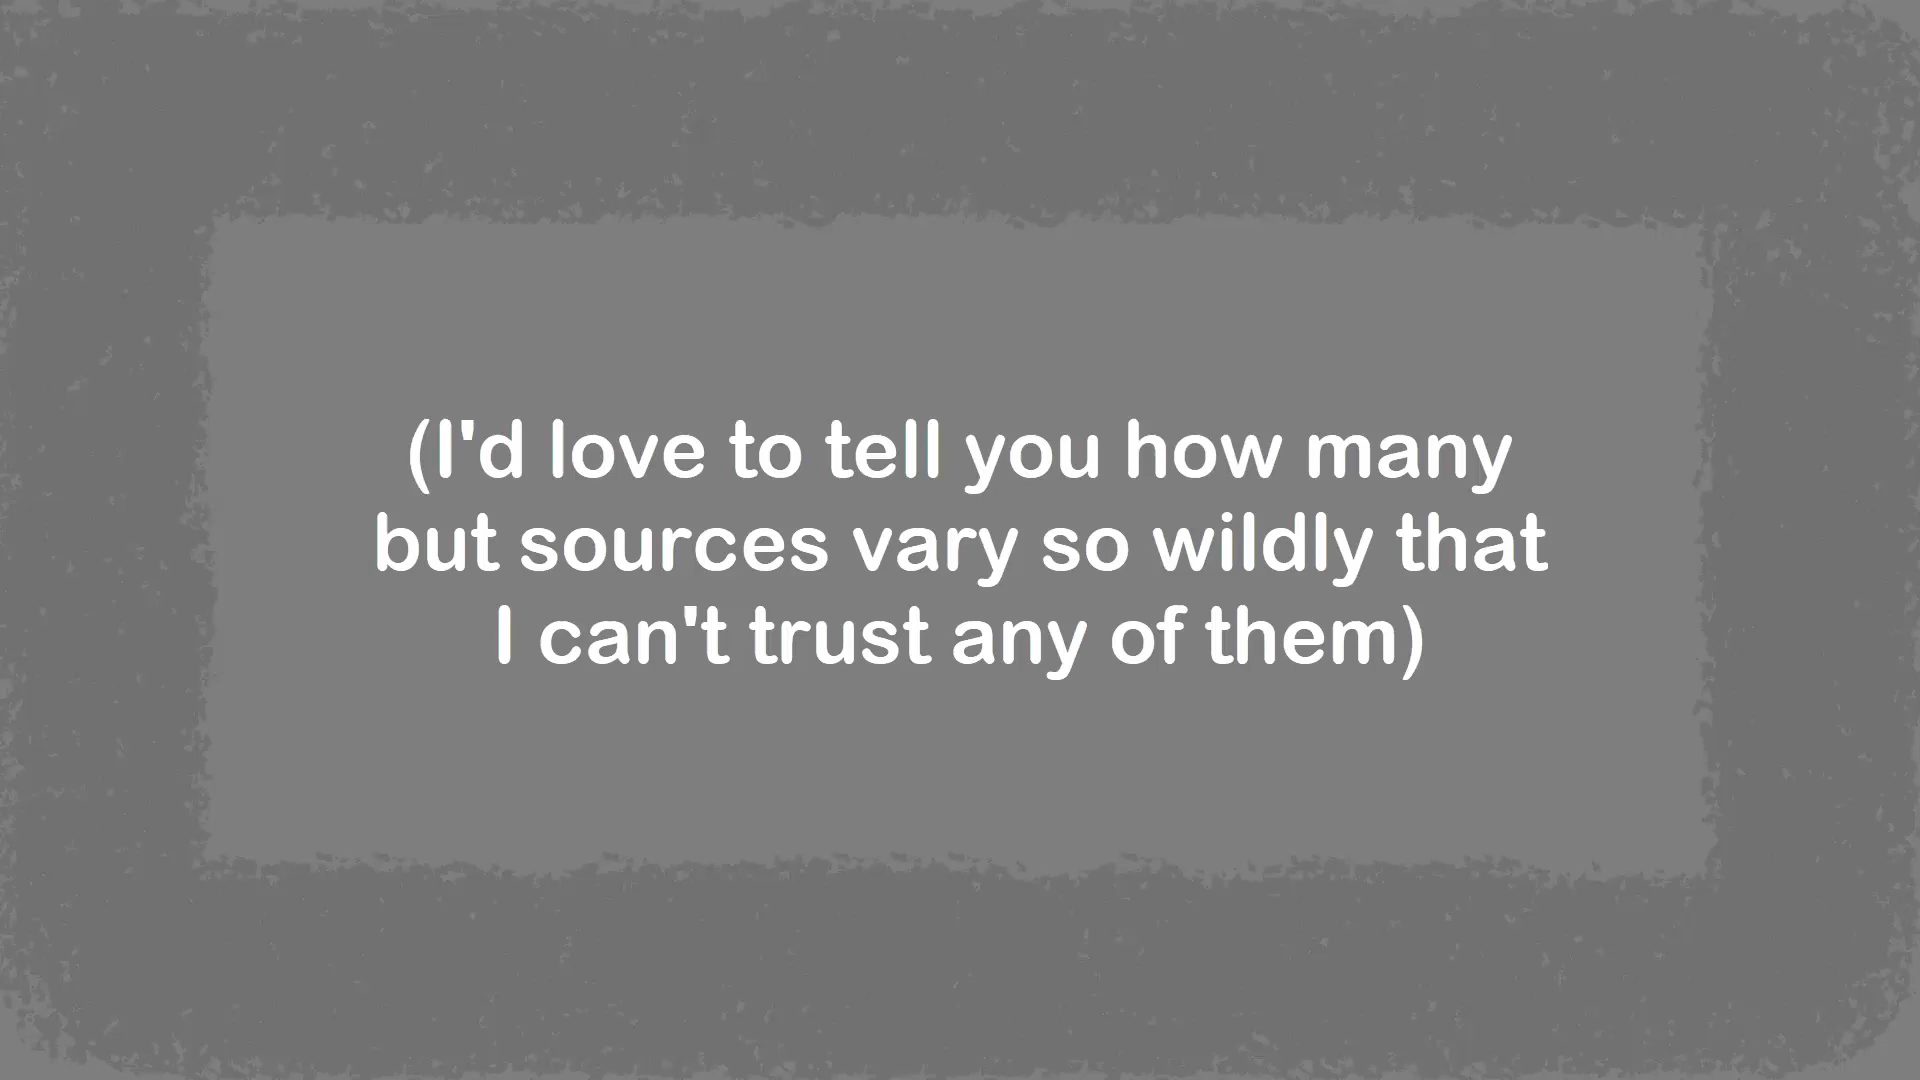 (I'd love to tell you how many
but sources vary so wildly that
I can't trust any of them)